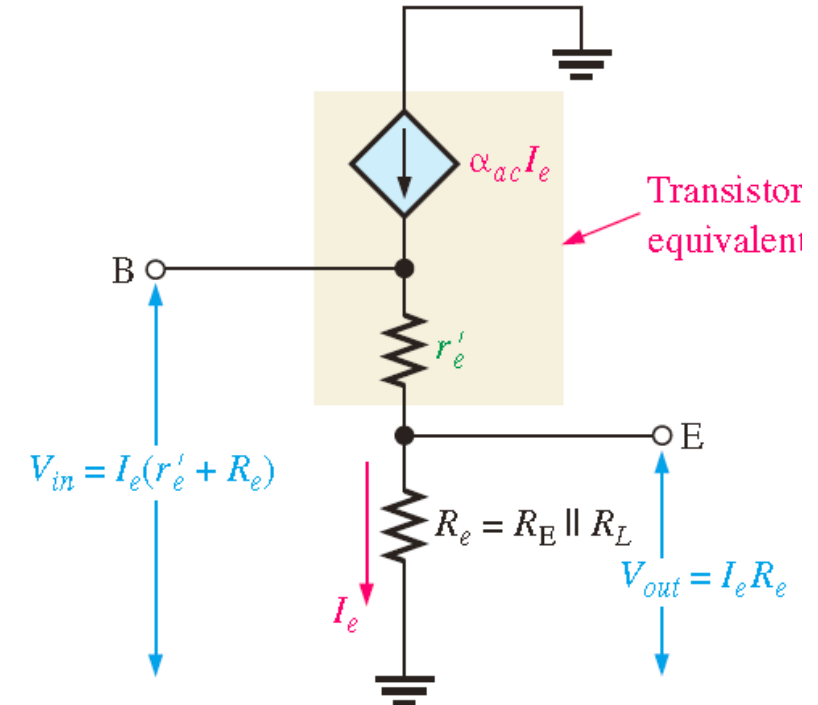 α_ac I_e
Transistor
equivalent
B
r'_e
E
V_in = I_e(r'_e + R_e)
R_e = R_E || R_L
V_out = I_e R_e
I_e